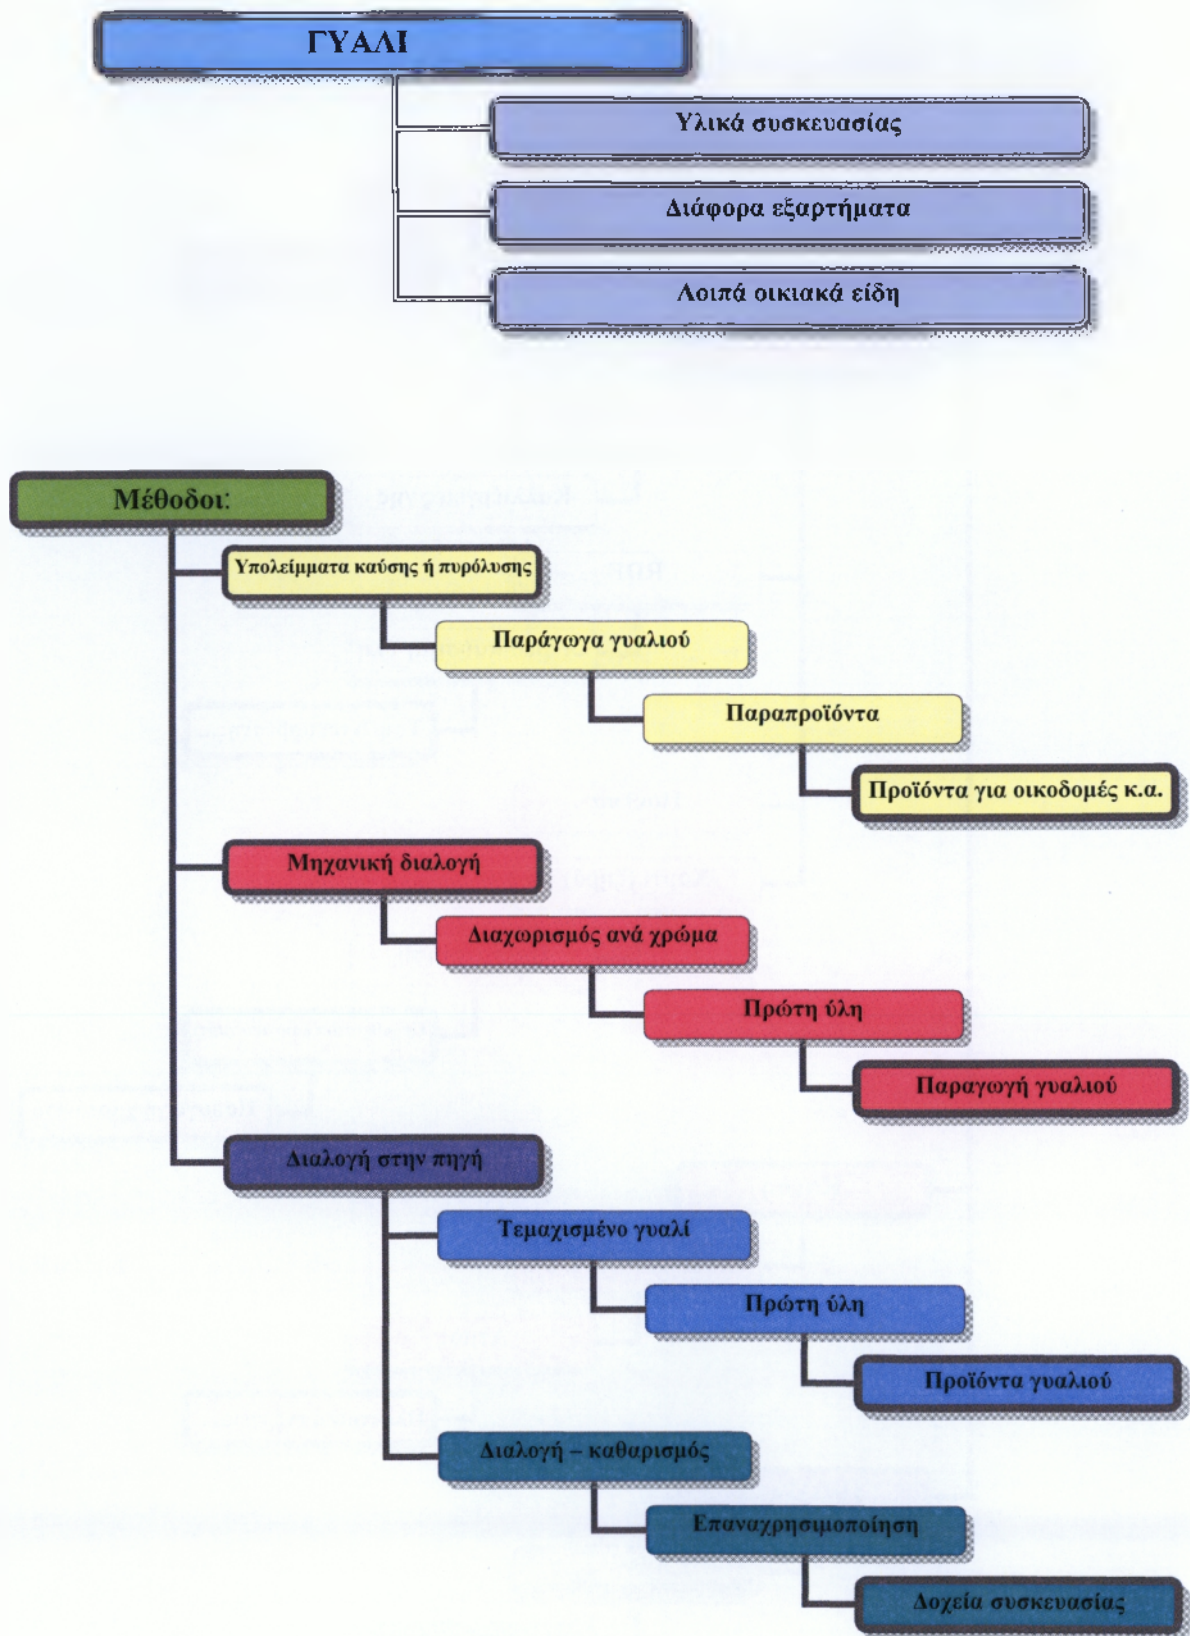 ΓΥΑΛΙ
Υλικά συσκευασίας
Διάφορα εξαρτήματα
Λοιπά οικιακά είδη
Μέθοδοι:
Υπολείμματα καύσης ή πυρόλυσης
Παράγωγα γυαλιού
Παραπροϊόντα
Προϊόντα για οικοδομές κ.α.
Μηχανική διαλογή
Διαχωρισμός ανά χρώμα
Πρώτη ύλη
Παραγωγή γυαλιού
Διαλογή στην πηγή
Τεμαχισμένο γυαλί
Πρώτη ύλη
Προϊόντα γυαλιού
Διαλογή – καθαρισμός
Επαναχρησιμοποίηση
Δοχεία συσκευασίας